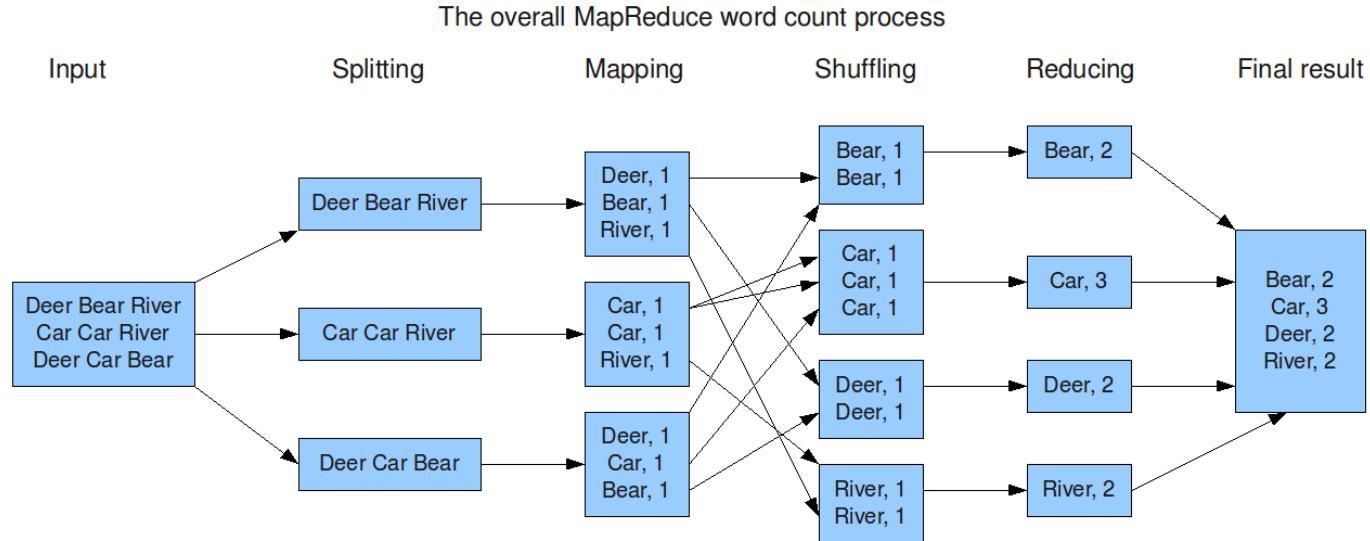 The overall MapReduce word count process
Input
Splitting
Mapping
Shuffling
Reducing
Final result
Deer Bear River
Car Car River
Deer Car Bear
Deer Bear River
Car Car River
Deer Car Bear
Deer, 1
Bear, 1
River, 1
Car, 1
Car, 1
River, 1
Deer, 1
Car, 1
Bear, 1
Bear, 1
Bear, 1
Car, 1
Car, 1
Car, 1
Deer, 1
Deer, 1
River, 1
River, 1
Bear, 2
Car, 3
Deer, 2
River, 2
Bear, 2
Car, 3
Deer, 2
River, 2